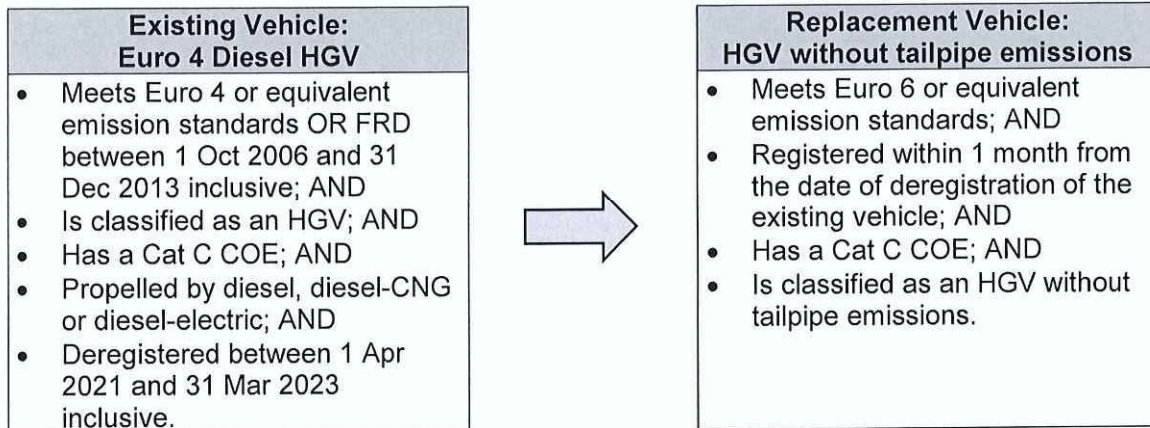 Existing Vehicle:
Euro 4 Diesel HGV
• Meets Euro 4 or equivalent
emission standards OR FRD
between 1 Oct 2006 and 31
Dec 2013 inclusive; AND
• Is classified as an HGV; AND
• Has a Cat C COE; AND
• Propelled by diesel, diesel-CNG
or diesel-electric; AND
• Deregistered between 1 Apr
2021 and 31 Mar 2023
inclusive.
Replacement Vehicle:
HGV without tailpipe emissions
• Meets Euro 6 or equivalent
emission standards; AND
• Registered within 1 month from
the date of deregistration of the
existing vehicle; AND
• Has a Cat C COE; AND
• Is classified as an HGV without
tailpipe emissions.